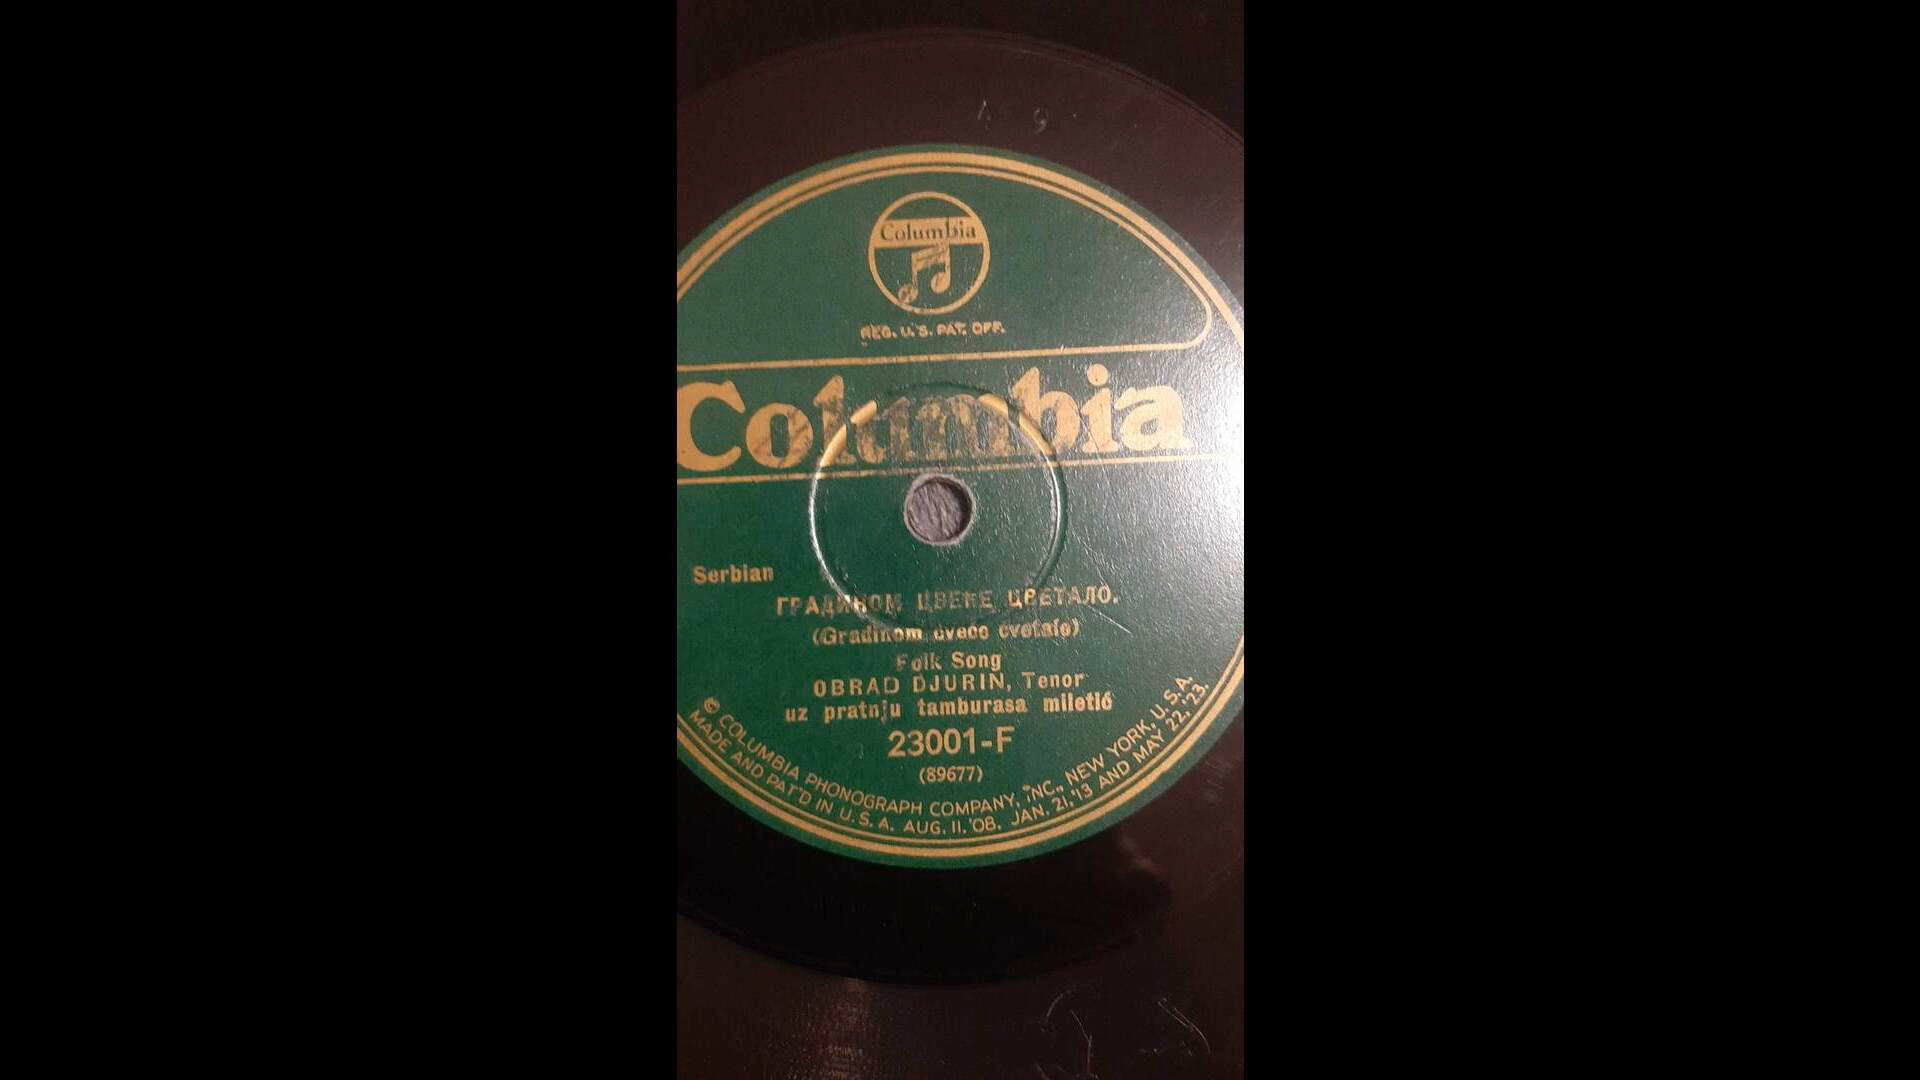 Columbia
REG. U.S. PAT. OFF.
Columbia
Serbian
ГРАДИНОМ ЦВЕЋЕ ЦВЕТАЛО.
(Gradinom cveće cvetalo)
Folk Song
OBRAD DJURIN, Tenor
uz pratnju tamburasa miletić
23001-F
(89677)
© COLUMBIA PHONOGRAPH COMPANY, INC., NEW YORK, U.S.A.
MADE AND PAT'D IN U.S.A. AUG. 11, '08. JAN. 21, '13 AND MAY 22, '23.